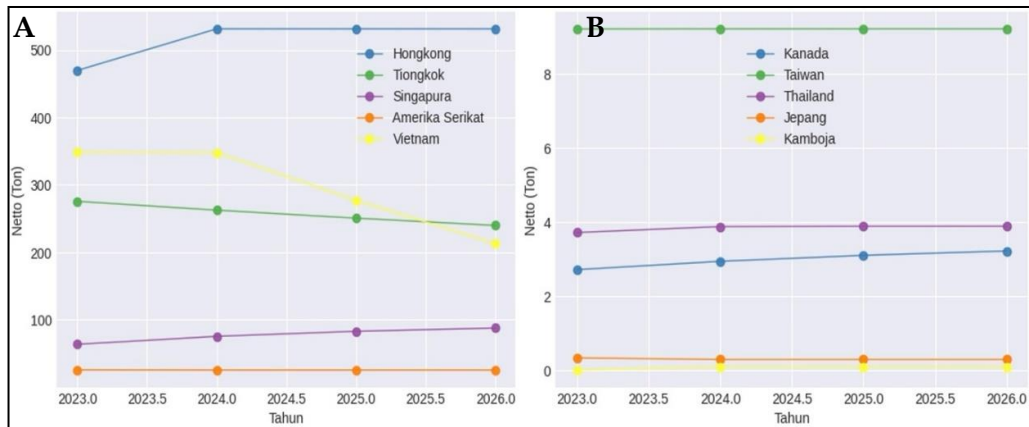 A
Netto (Ton)
500
400
300
200
100
Hongkong
Tiongkok
Singapura
Amerika Serikat
Vietnam
2023.0 2023.5 2024.0 2024.5 2025.0 2025.5 2026.0
Tahun
B
Netto (Ton)
8
6
4
2
0
Kanada
Taiwan
Thailand
Jepang
Kamboja
2023.0 2023.5 2024.0 2024.5 2025.0 2025.5 2026.0
Tahun